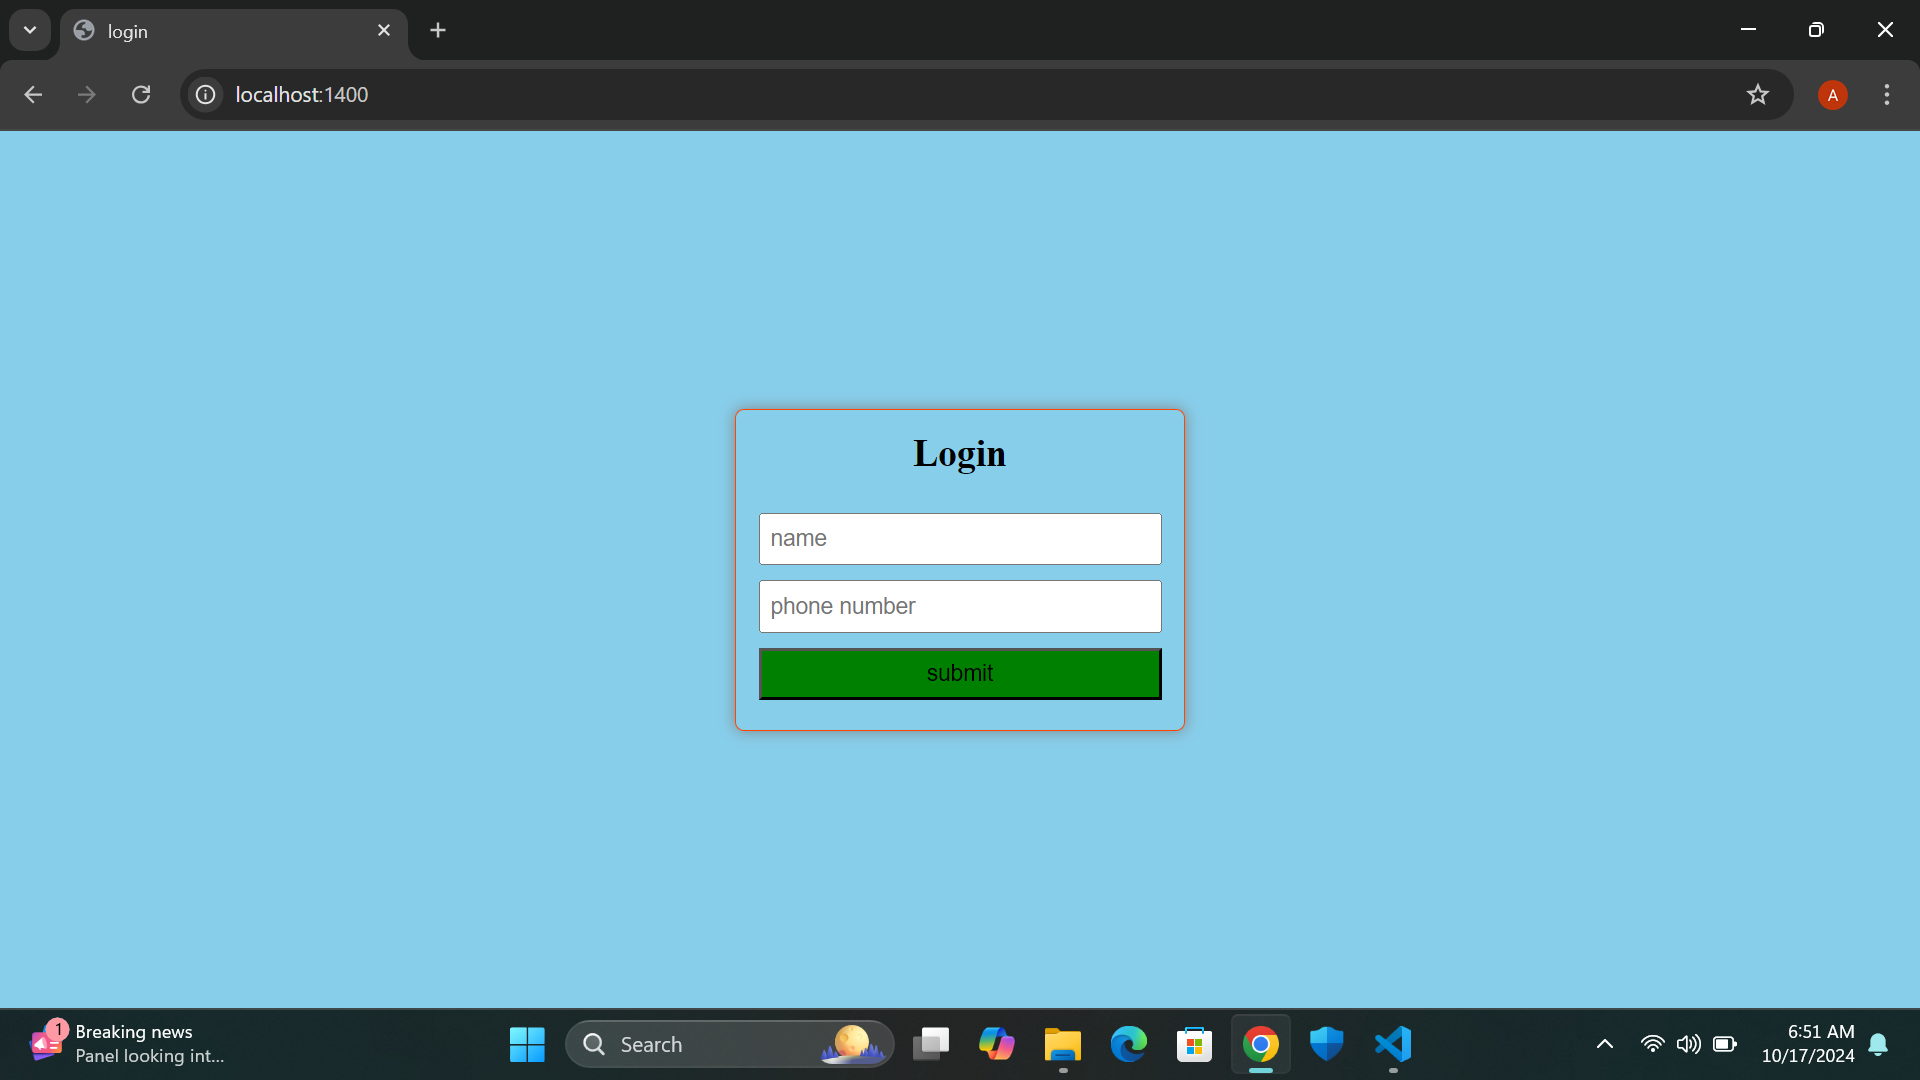 login
localhost:1400
A
Login
name
phone number
submit
1
Breaking news
Panel looking int...
Search
6:51 AM
10/17/2024